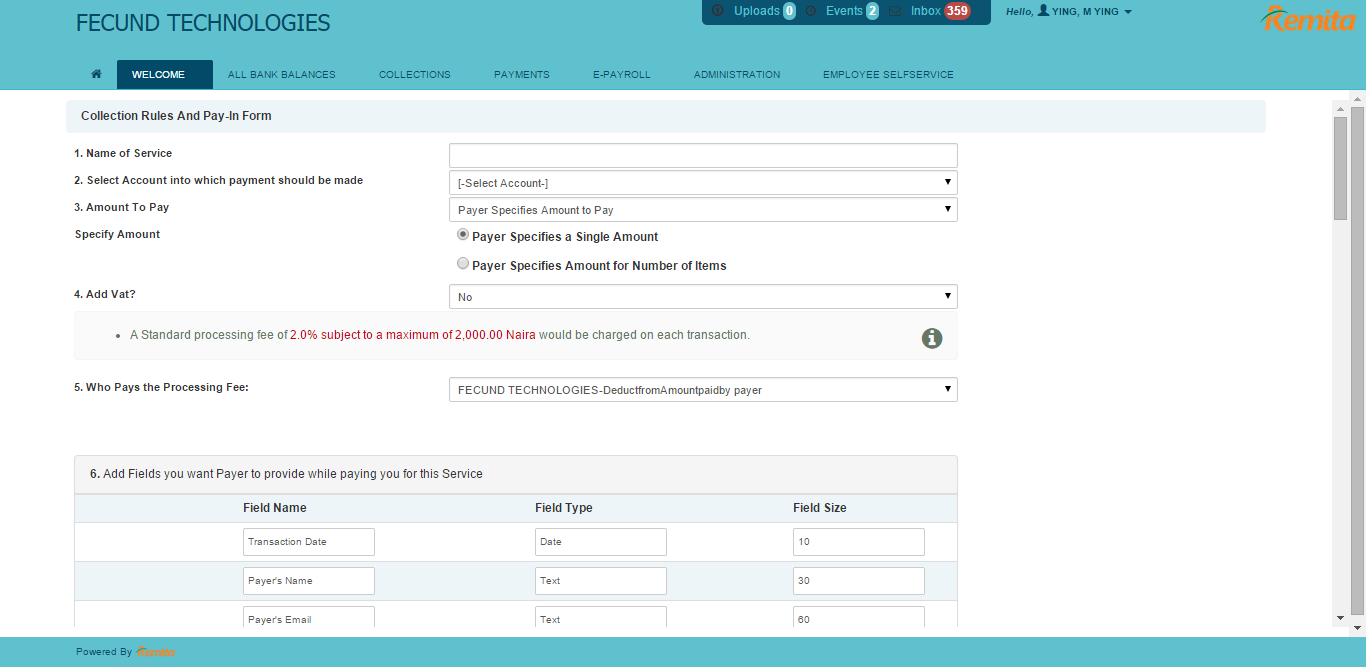 FECUND TECHNOLOGIES
Uploads 0 Events 2 Inbox 359
Hello, YING, M YING
Remita
WELCOME ALL BANK BALANCES COLLECTIONS PAYMENTS E-PAYROLL ADMINISTRATION EMPLOYEE SELFSERVICE
Collection Rules And Pay-In Form
1. Name of Service
2. Select Account into which payment should be made [-Select Account-]
3. Amount To Pay Payer Specifies Amount to Pay
Specify Amount Payer Specifies a Single Amount
Payer Specifies Amount for Number of Items
4. Add Vat? No
• A Standard processing fee of 2.0% subject to a maximum of 2,000.00 Naira would be charged on each transaction.
5. Who Pays the Processing Fee: FECUND TECHNOLOGIES-DeductfromAmountpaidby payer
6. Add Fields you want Payer to provide while paying you for this Service
Field Name Field Type Field Size
Transaction Date Date 10
Payer's Name Text 30
Payer's Email Text 60
Powered By Remita